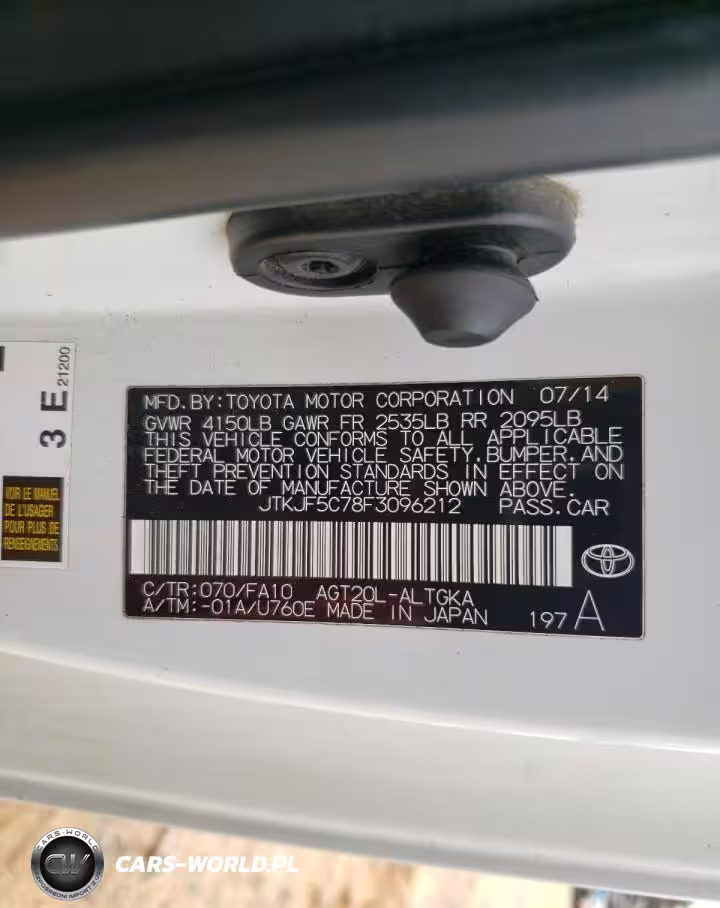 3 E 21200
VOIR LE MANUEL
DE L'USAGER
POUR PLUS DE
RENSEIGNEMENTS.
MFD.BY:TOYOTA MOTOR CORPORATION 07/14
GVWR 4150LB GAWR FR 2535LB RR 2095LB
THIS VEHICLE CONFORMS TO ALL APPLICABLE
FEDERAL MOTOR VEHICLE SAFETY,BUMPER,AND
THEFT PREVENTION STANDARDS IN EFFECT ON
THE DATE OF MANUFACTURE SHOWN ABOVE.
JTKJF5C78F3096212 PASS.CAR
C/TR:070/FA10 AGT20L-ALTGKA
A/TM:-01A/U760E MADE IN JAPAN 197 A
CARS-WORLD
CW
CARS-WORLD.PL